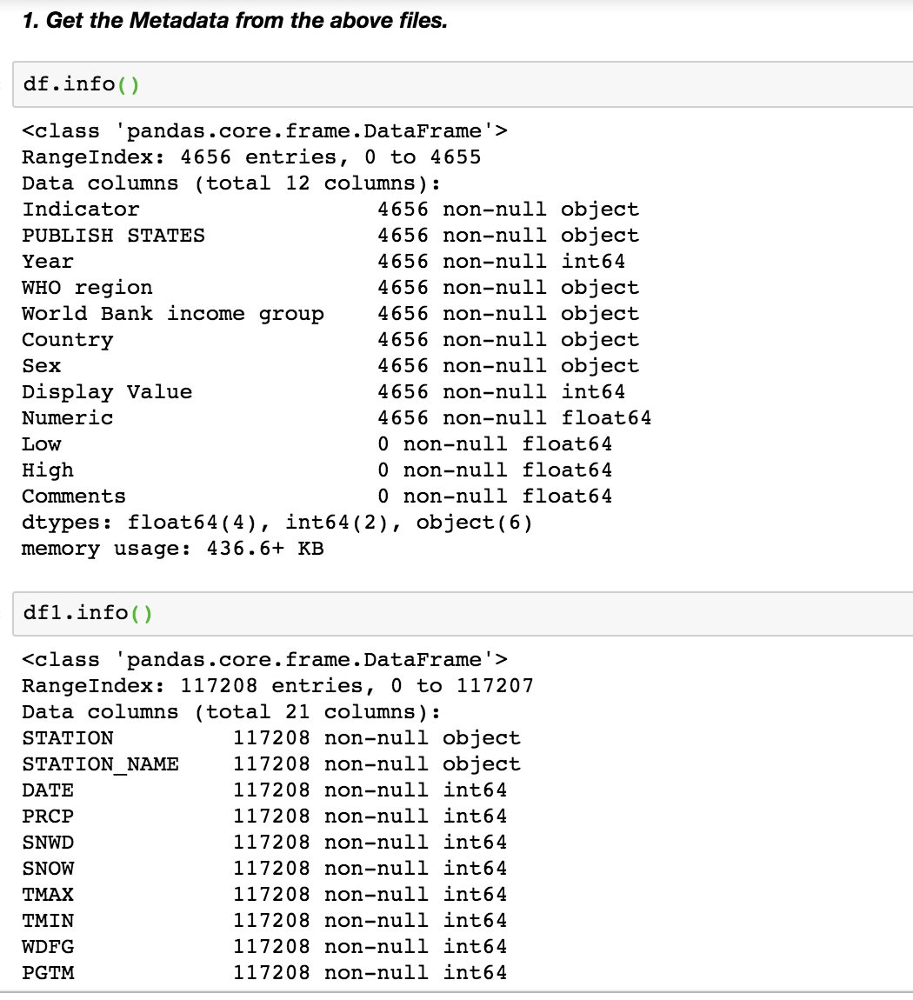 1. Get the Metadata from the above files.
df.info()
<class 'pandas.core.frame.DataFrame'>
RangeIndex: 4656 entries, 0 to 4655
Data columns (total 12 columns):
Indicator                  4656 non-null object
PUBLISH STATES             4656 non-null object
Year                       4656 non-null int64
WHO region                 4656 non-null object
World Bank income group    4656 non-null object
Country                    4656 non-null object
Sex                        4656 non-null object
Display Value              4656 non-null int64
Numeric                    4656 non-null float64
Low                        0 non-null float64
High                       0 non-null float64
Comments                   0 non-null float64
dtypes: float64(4), int64(2), object(6)
memory usage: 436.6+ KB
df1.info()
<class 'pandas.core.frame.DataFrame'>
RangeIndex: 117208 entries, 0 to 117207
Data columns (total 21 columns):
STATION         117208 non-null object
STATION_NAME    117208 non-null object
DATE            117208 non-null int64
PRCP            117208 non-null int64
SNWD            117208 non-null int64
SNOW            117208 non-null int64
TMAX            117208 non-null int64
TMIN            117208 non-null int64
WDFG            117208 non-null int64
PGTM            117208 non-null int64